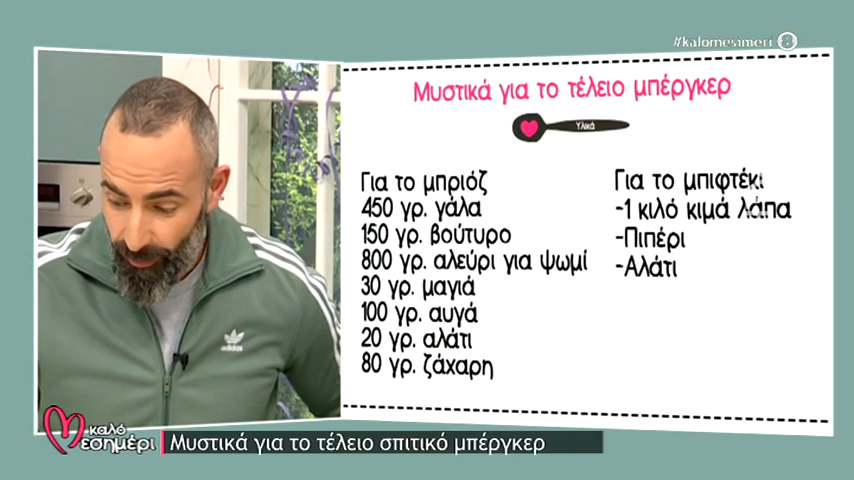 #kalomesimeri 8
Μυστικά για το τέλειο μπέργκερ
Υλικά
Για το μπριόζ
450 γρ. γάλα
150 γρ. βούτυρο
800 γρ. αλεύρι για ψωμί
30 γρ. μαγιά
100 γρ. αυγά
20 γρ. αλάτι
80 γρ. ζάχαρη
Για το μπιφτέκι
-1 κιλό κιμά λάπα
-Πιπέρι
-Αλάτι
adidas
καλό
μεσημέρι
Μυστικά για το τέλειο σπιτικό μπέργκερ